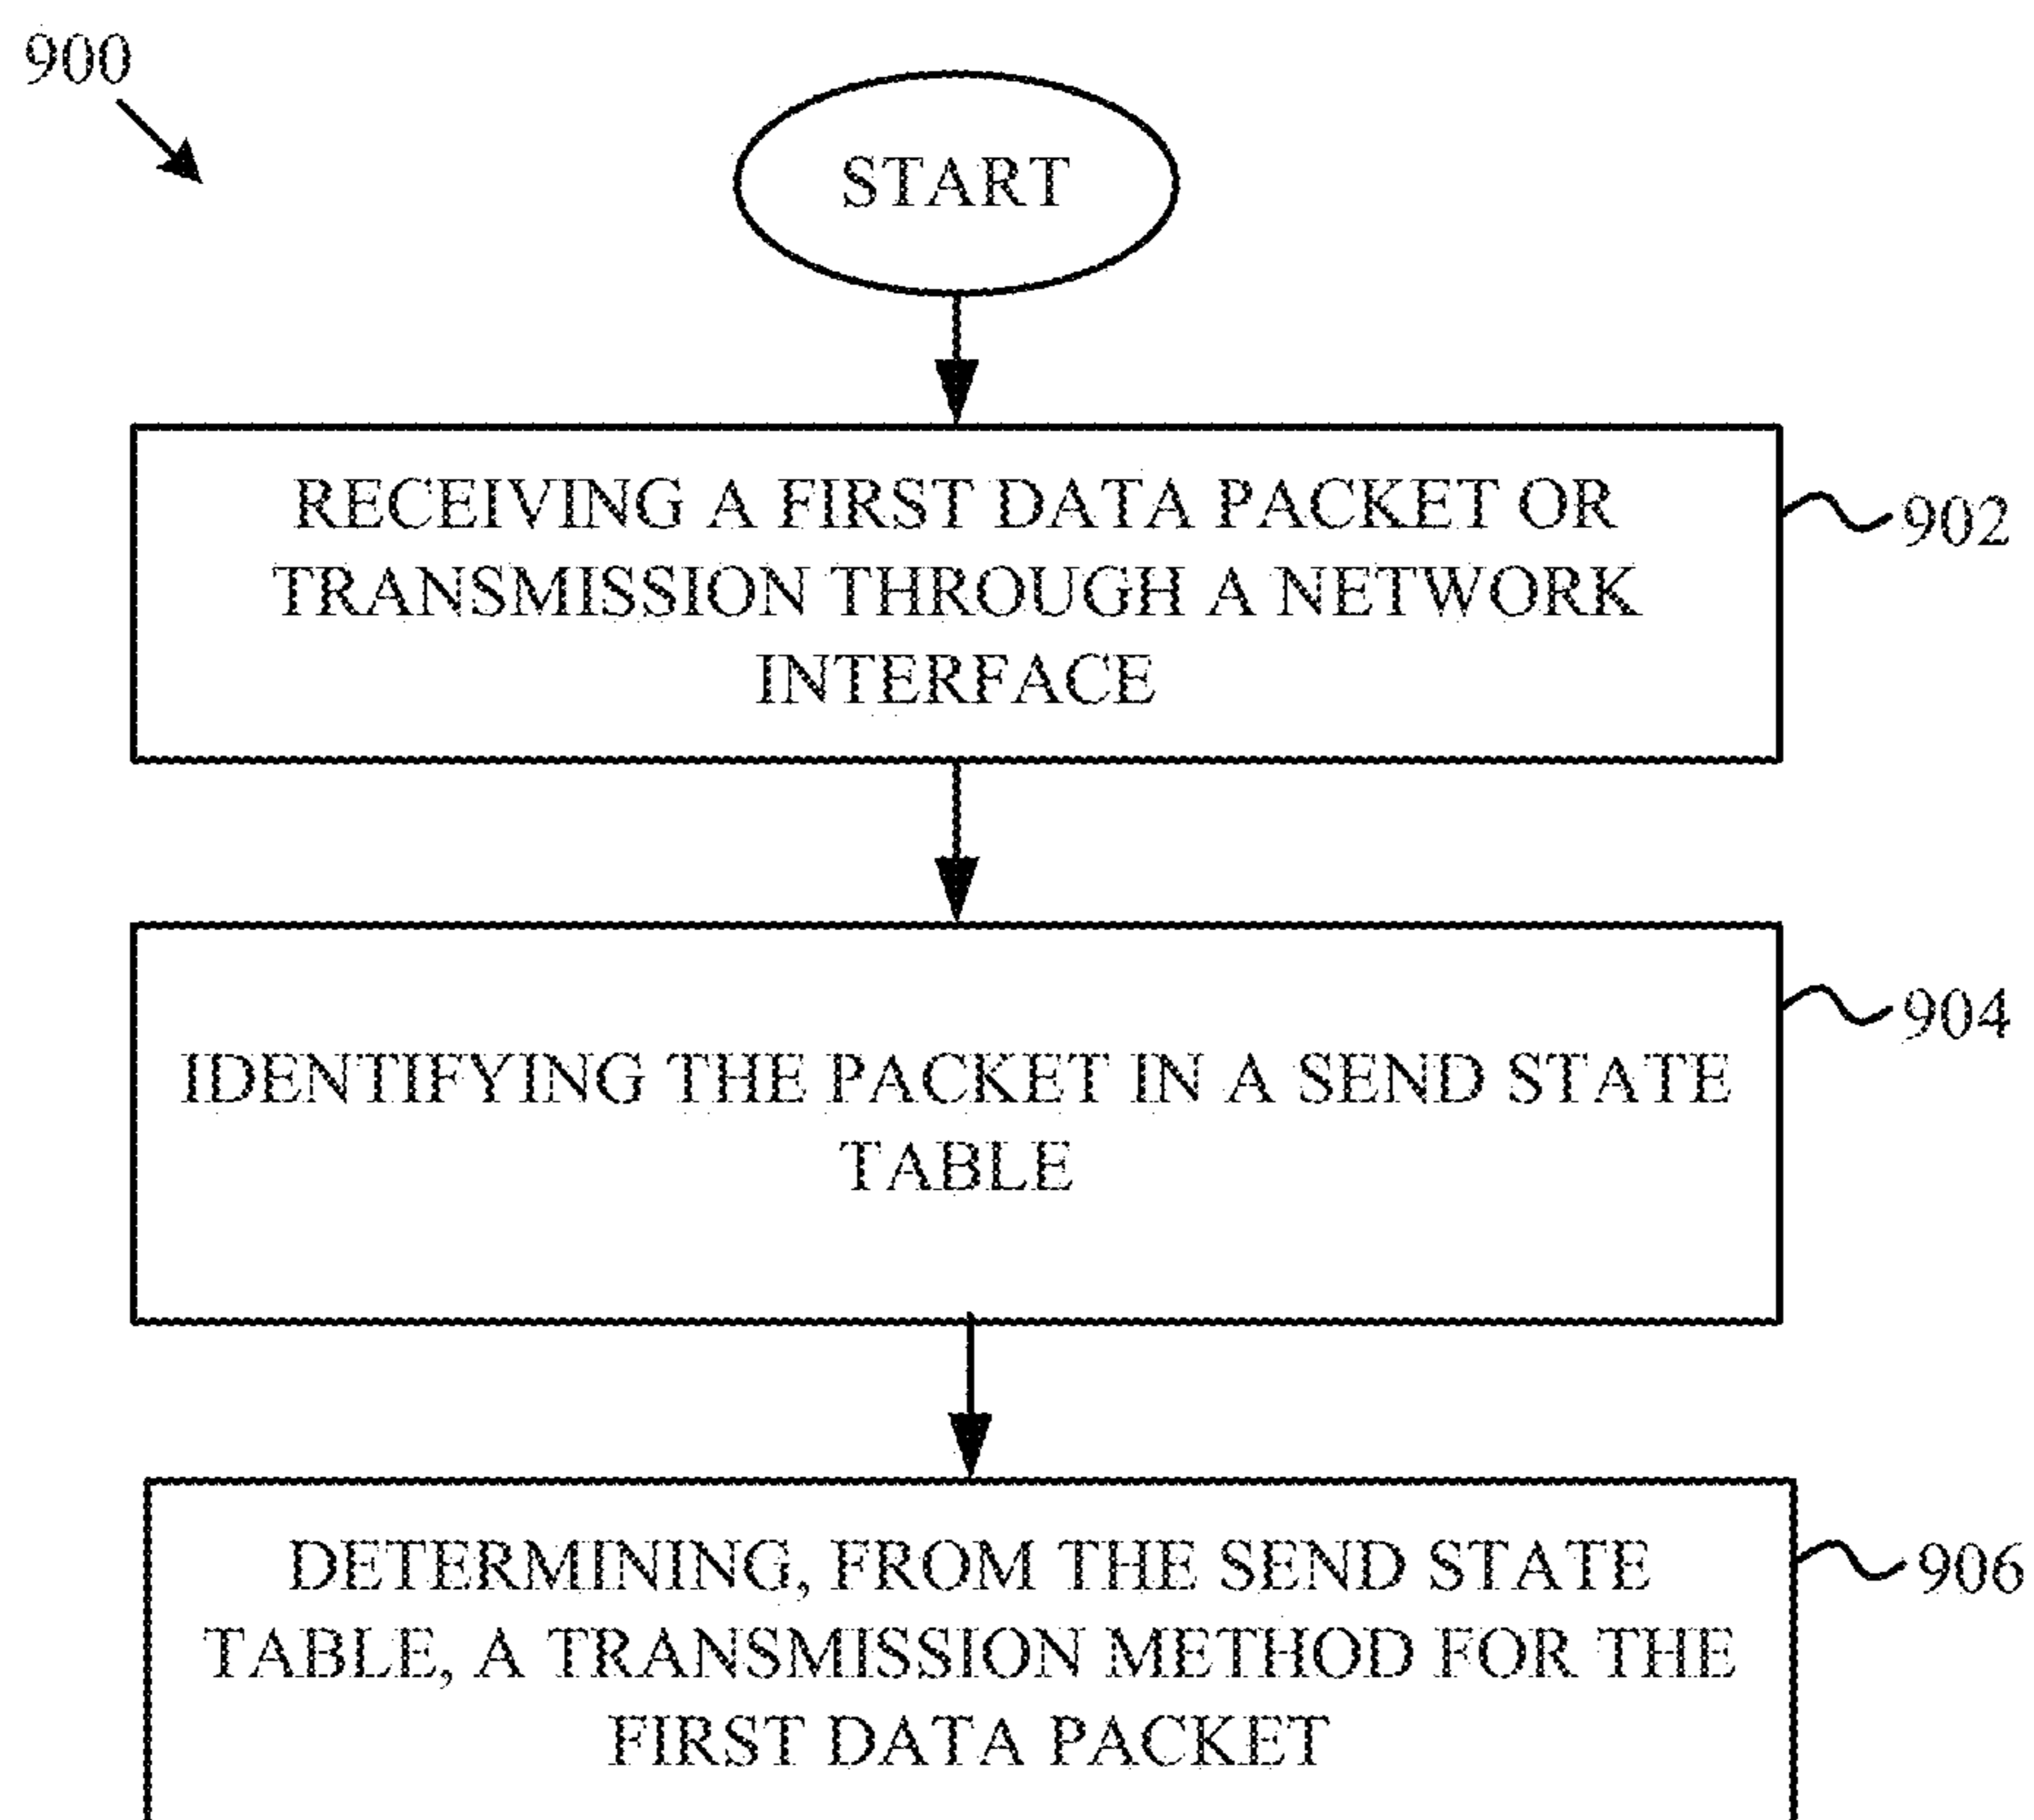 900
START
RECEIVING A FIRST DATA PACKET OR
TRANSMISSION THROUGH A NETWORK
INTERFACE
902
IDENTIFYING THE PACKET IN A SEND STATE
TABLE
904
DETERMINING, FROM THE SEND STATE
TABLE, A TRANSMISSION METHOD FOR THE
FIRST DATA PACKET
906